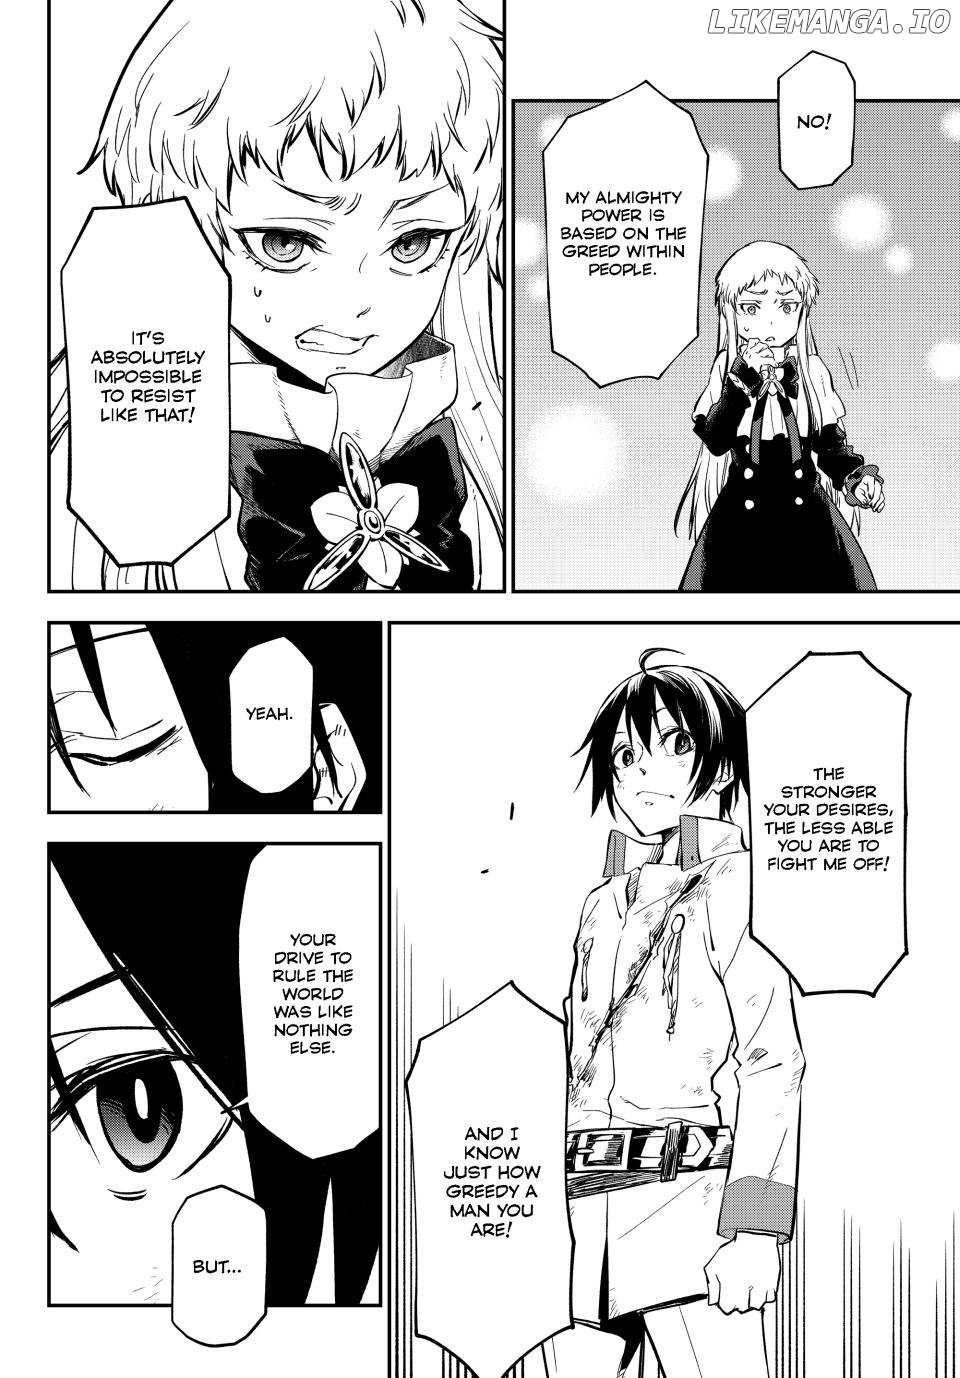 LIKEMANGA.IO
NO!
MY ALMIGHTY
POWER IS
BASED ON THE
GREED WITHIN
PEOPLE.
IT'S
ABSOLUTELY
IMPOSSIBLE
TO RESIST
LIKE THAT!
THE
STRONGER
YOUR DESIRES,
THE LESS ABLE
YOU ARE TO
FIGHT ME OFF!
AND I
KNOW
JUST HOW
GREEDY A
MAN YOU
ARE!
YEAH.
YOUR
DRIVE TO
RULE THE
WORLD
WAS LIKE
NOTHING
ELSE.
BUT...